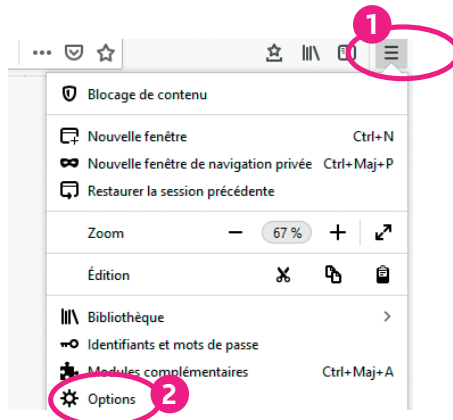 1
Blocage de contenu
Nouvelle fenêtre Ctrl+N
Nouvelle fenêtre de navigation privée Ctrl+Maj+P
Restaurer la session précédente
Zoom 67 %
Édition
Bibliothèque
Identifiants et mots de passe
Modules complémentaires Ctrl+Maj+A
Options 2